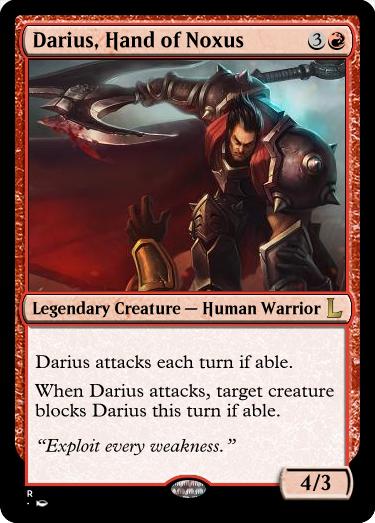 Darius, Hand of Noxus 3
Legendary Creature — Human Warrior L
Darius attacks each turn if able.
When Darius attacks, target creature
blocks Darius this turn if able.
“Exploit every weakness.”
4/3
R